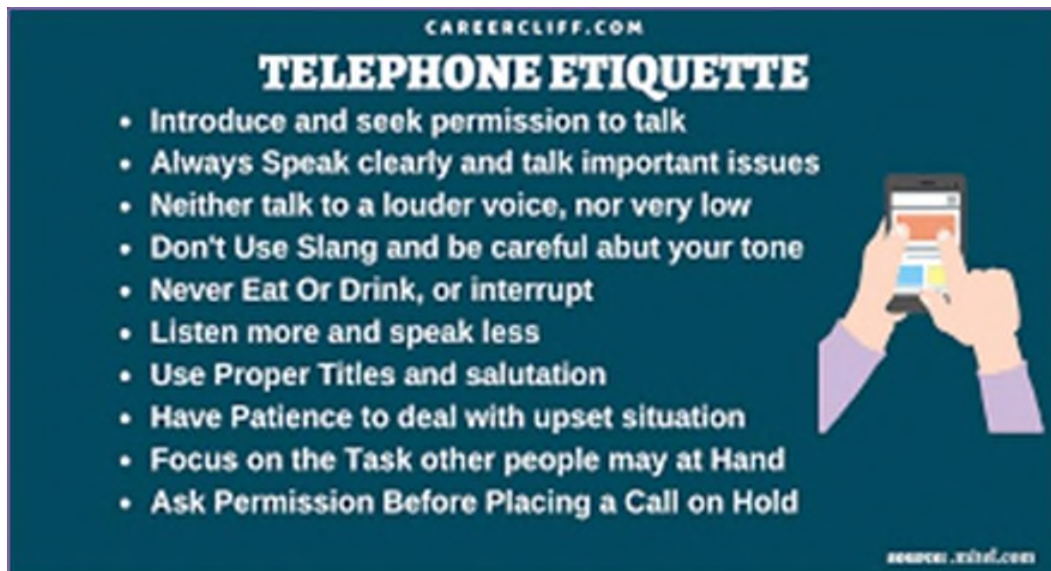 CAREERCLIFF.COM
TELEPHONE ETIQUETTE
• Introduce and seek permission to talk
• Always Speak clearly and talk important issues
• Neither talk to a louder voice, nor very low
• Don't Use Slang and be careful abut your tone
• Never Eat Or Drink, or interrupt
• Listen more and speak less
• Use Proper Titles and salutation
• Have Patience to deal with upset situation
• Focus on the Task other people may at Hand
• Ask Permission Before Placing a Call on Hold
source: .mitel.com